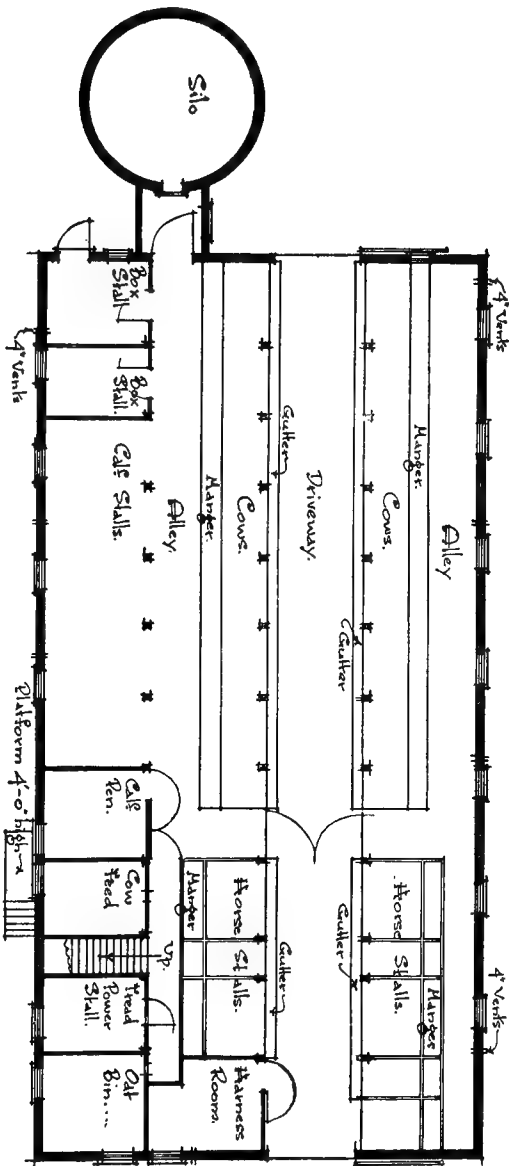 4" Vents
4" Vents
Alley
Manger.
Manger
Cows.
Horse Stalls.
Gutter
Gutter
Driveway.
Gutter
Gutter
Cows.
Horse Stalls.
Harness
Room.
Manger.
Manger
Silo
Alley.
Up.
Box
Stall
Box
Stall.
Calf Stalls.
Calf
Pen.
Cow
Feed
Tread
Power
Stall.
Oat
Bin....
4" Vents
Platform 4'-0" high